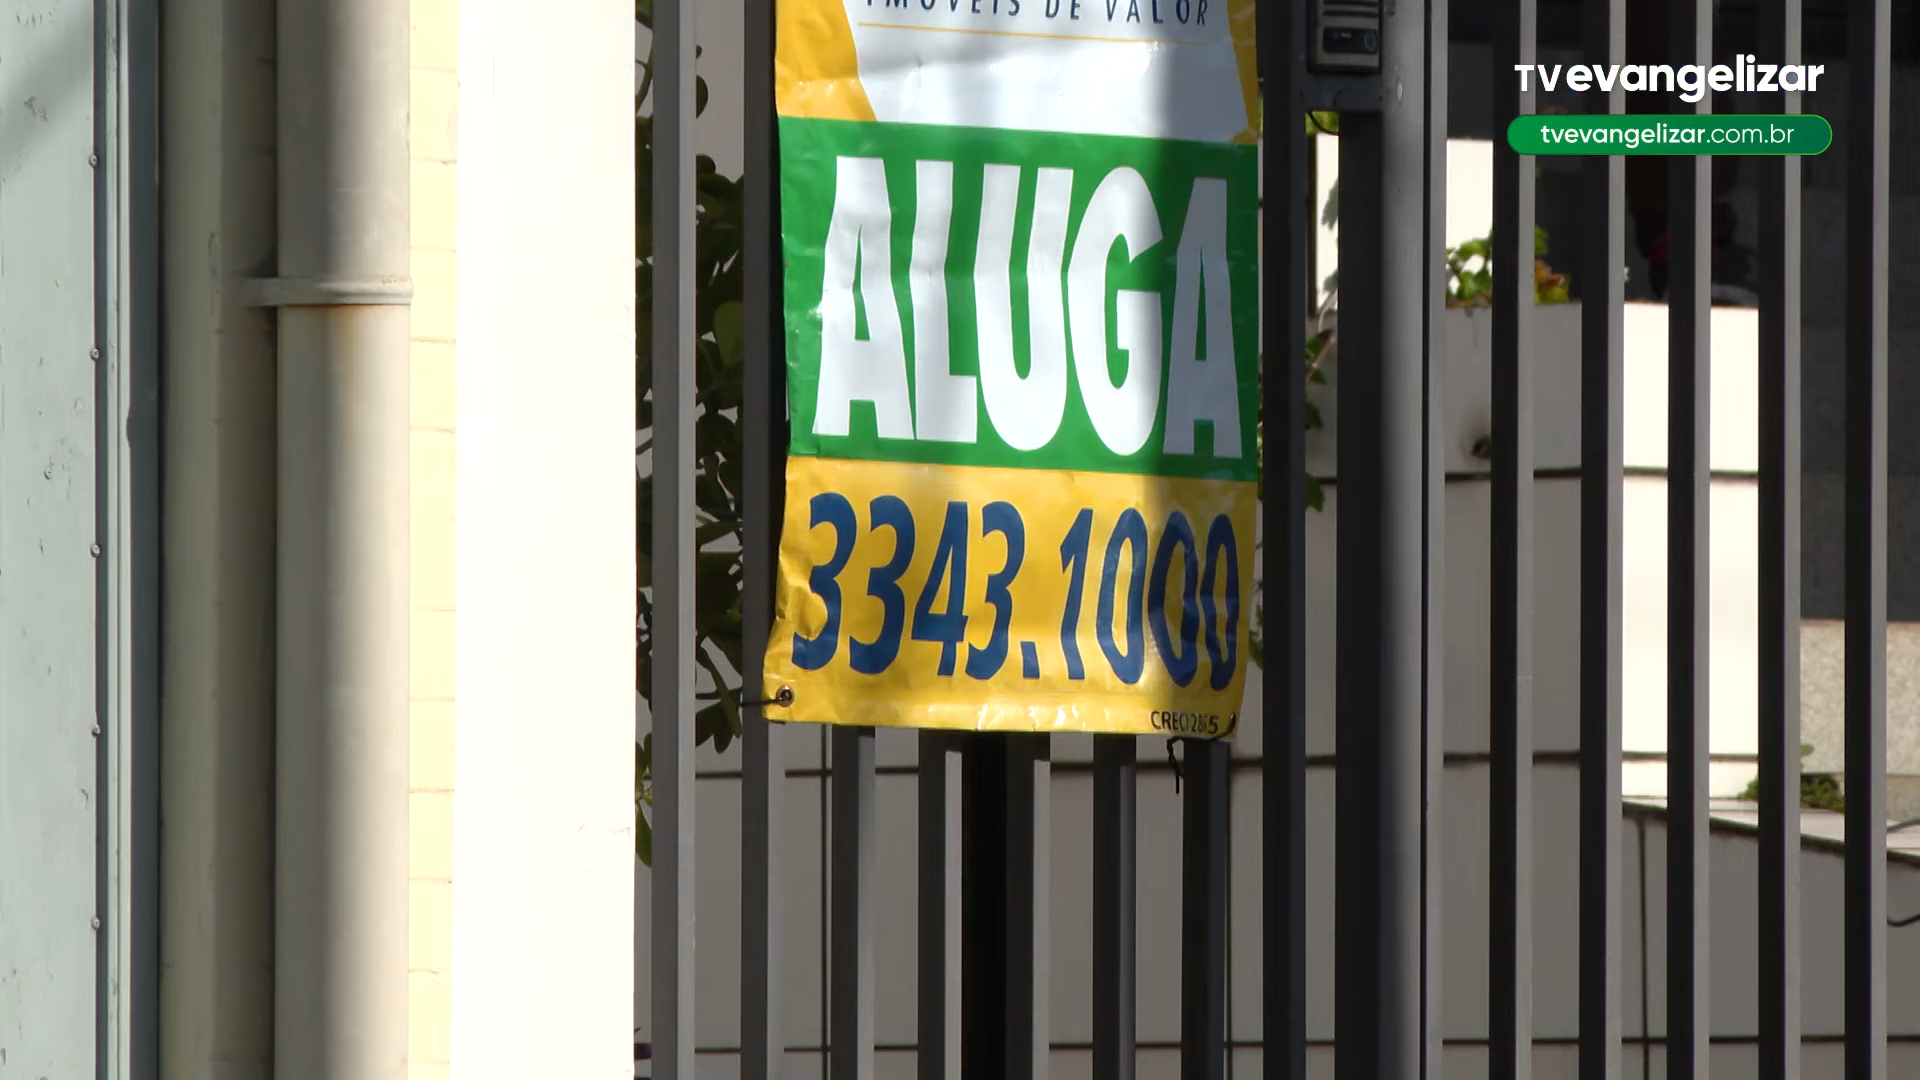 IMÓVEIS DE VALOR
TVevangelizar
tvevangelizar.com.br
ALUGA
3343.1000